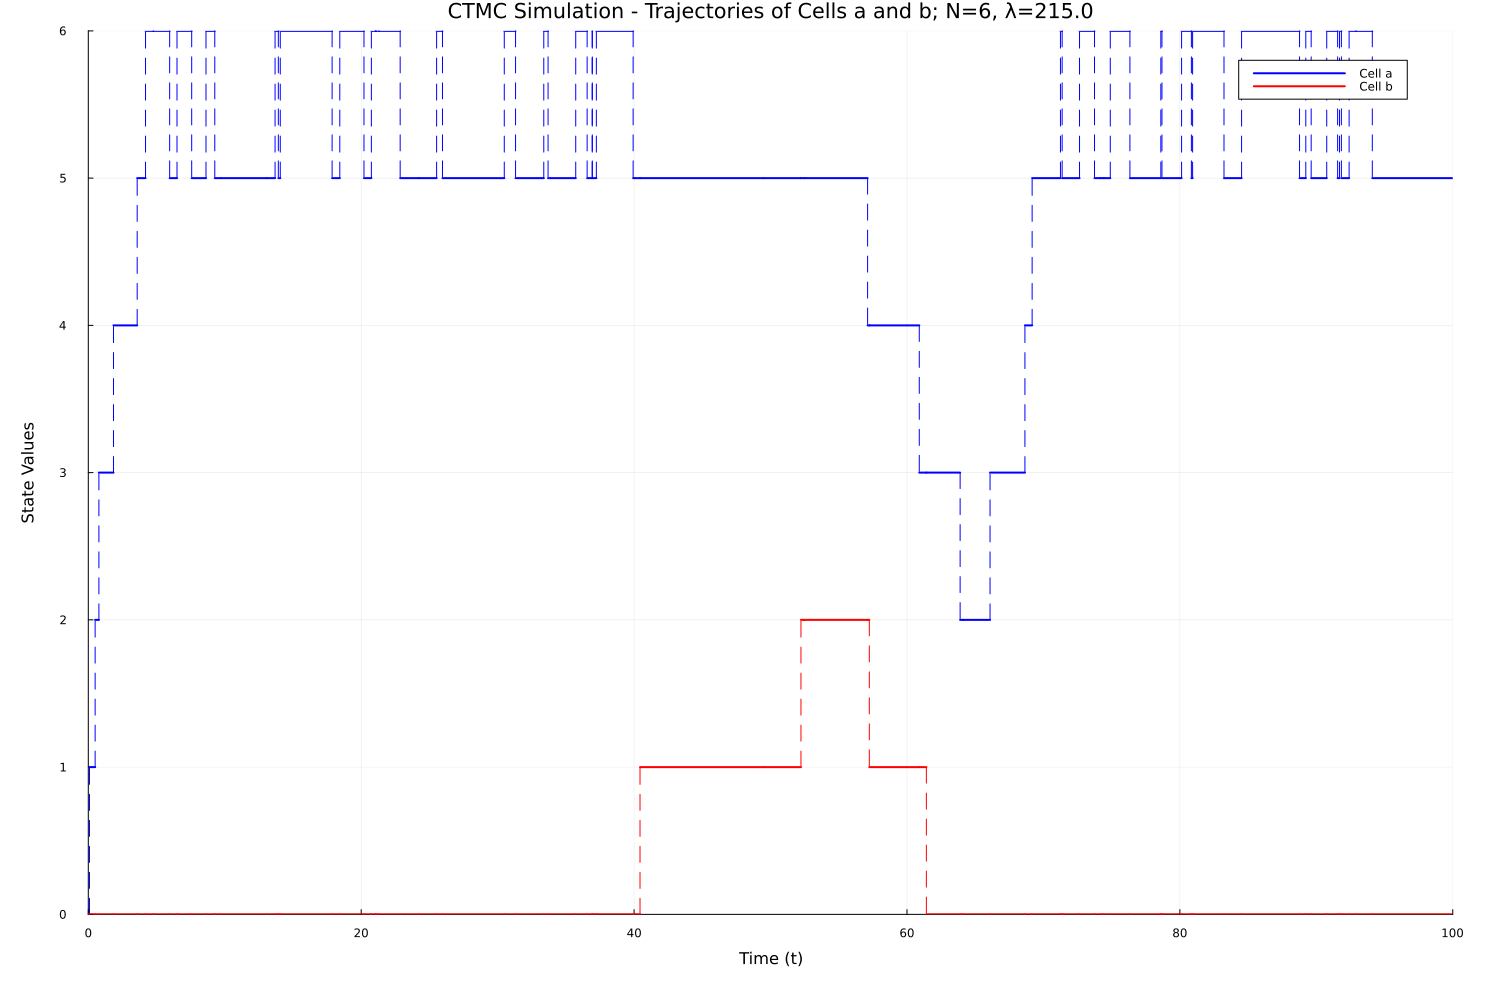 CTMC Simulation - Trajectories of Cells a and b; N=6, λ=215.0
6
5
4
3
2
1
0
State Values
Cell a
Cell b
0 20 40 60 80 100
Time (t)